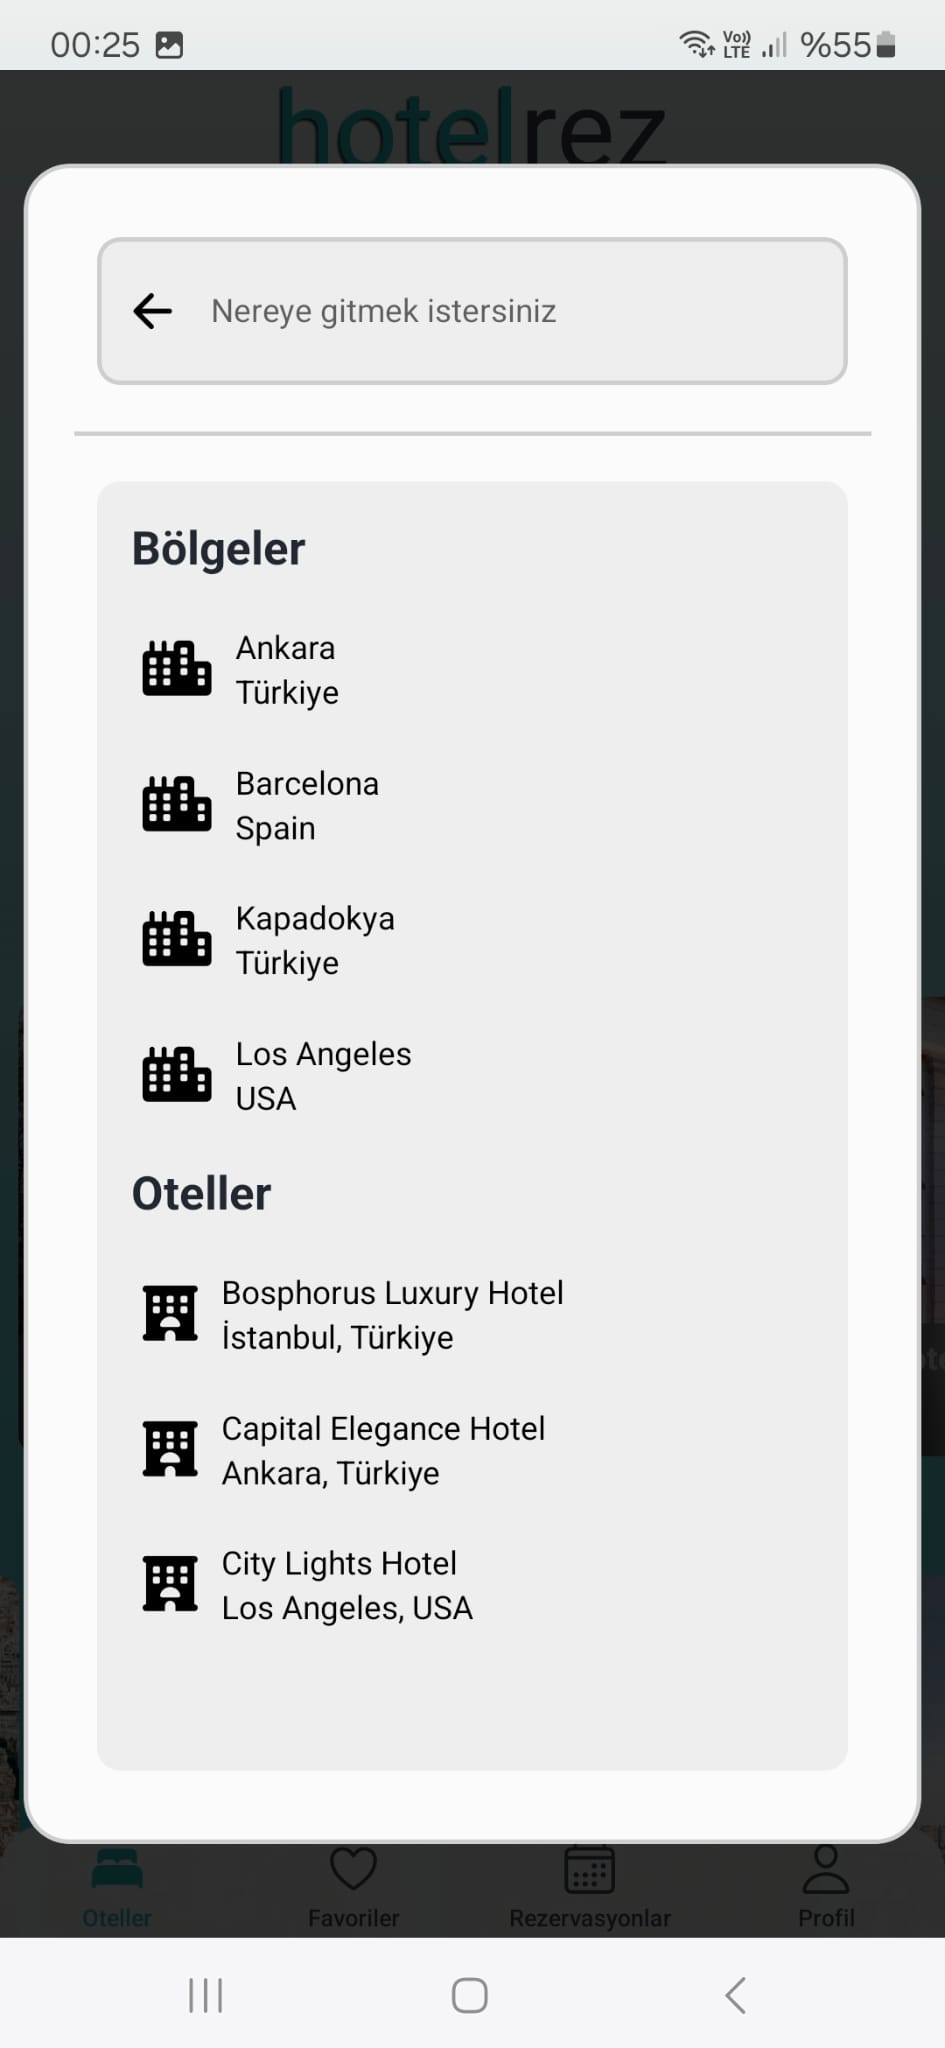 00:25
Vo)) LTE
%55
hotelrez
Nereye gitmek istersiniz
Bölgeler
Ankara
Türkiye
Barcelona
Spain
Kapadokya
Türkiye
Los Angeles
USA
Oteller
Bosphorus Luxury Hotel
İstanbul, Türkiye
Capital Elegance Hotel
Ankara, Türkiye
City Lights Hotel
Los Angeles, USA
Oteller
Favoriler
Rezervasyonlar
Profil